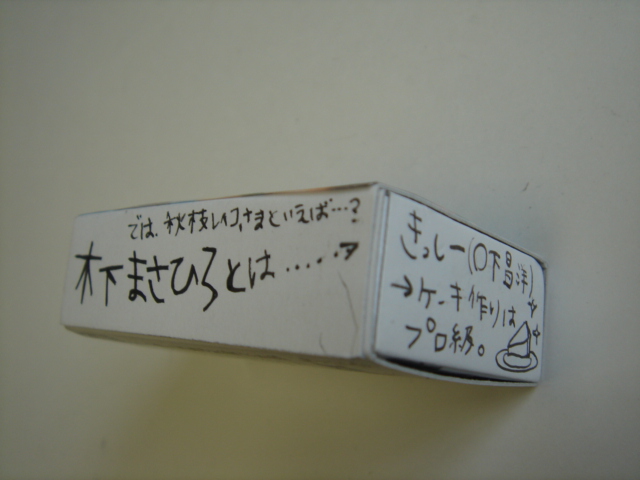 では、秋枝レイコさまといえば…?
木下まさひろとは……?
きっしー(〇下昌洋)
→ケーキ作りは
プロ級。